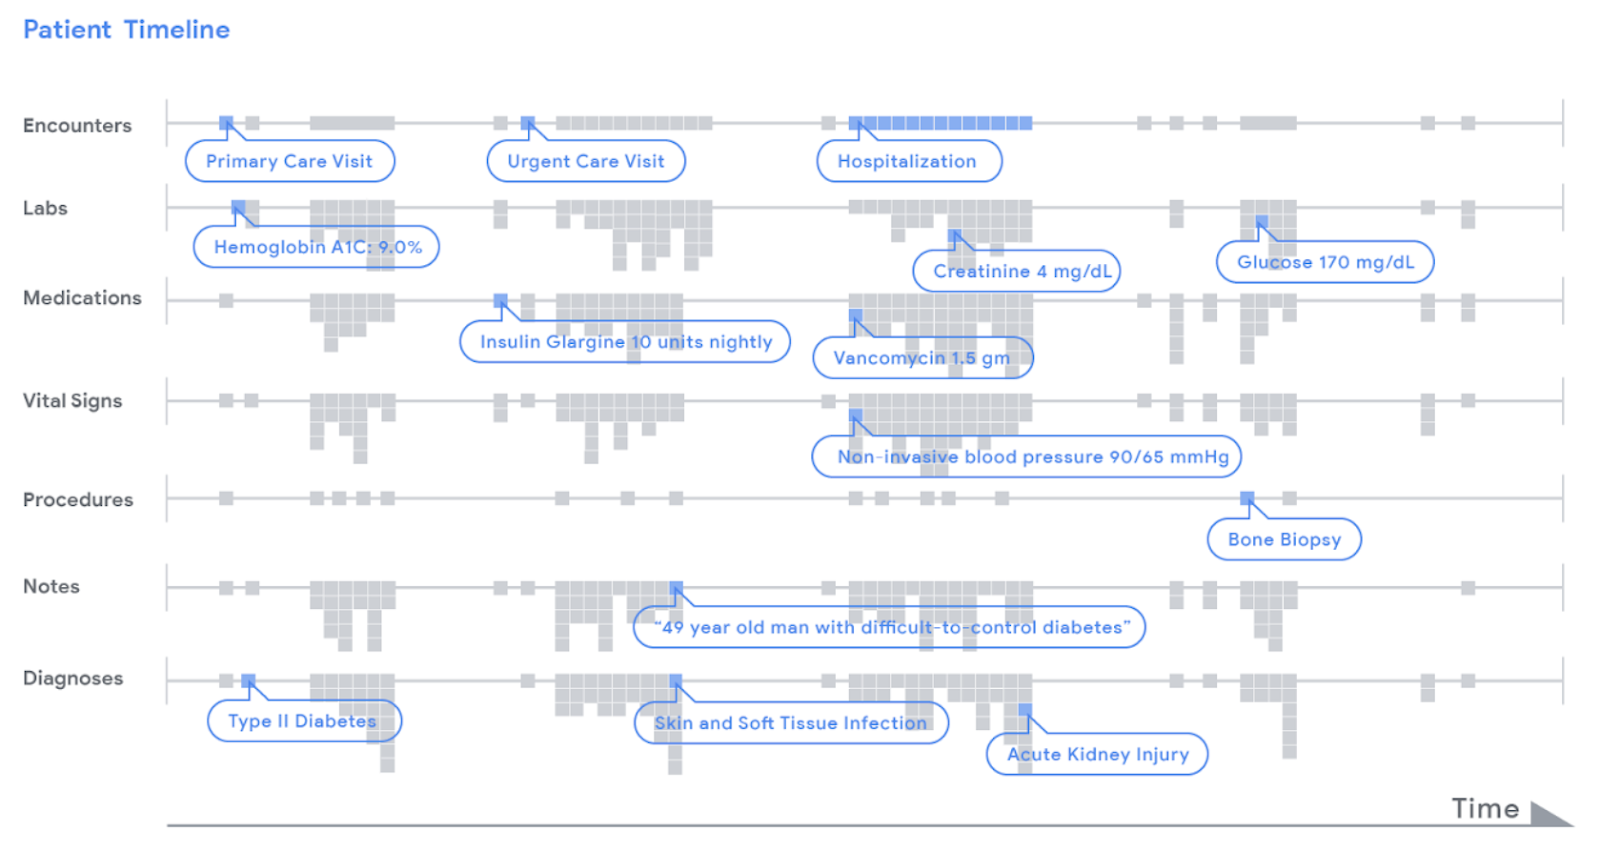 Patient Timeline
Encounters
Primary Care Visit
Urgent Care Visit
Hospitalization
Labs
Hemoglobin A1C: 9.0%
Creatinine 4 mg/dL
Glucose 170 mg/dL
Medications
Insulin Glargine 10 units nightly
Vancomycin 1.5 gm
Vital Signs
Non-invasive blood pressure 90/65 mmHg
Procedures
Bone Biopsy
Notes
“49 year old man with difficult-to-control diabetes”
Diagnoses
Type II Diabetes
Skin and Soft Tissue Infection
Acute Kidney Injury
Time